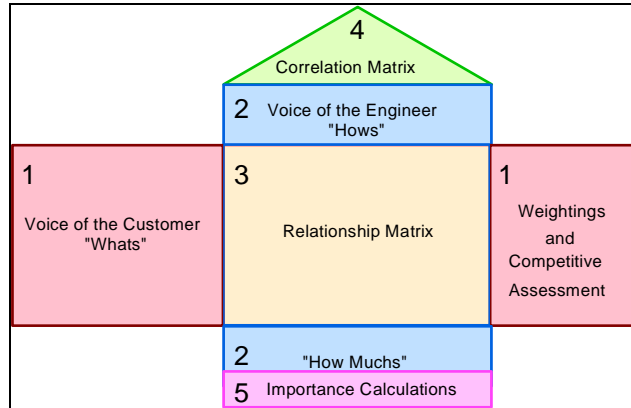 4
Correlation Matrix
2
Voice of the Engineer
"Hows"
1
Voice of the Customer
"Whats"
3
Relationship Matrix
1
Weightings
and
Competitive
Assessment
2
"How Muchs"
5
Importance Calculations